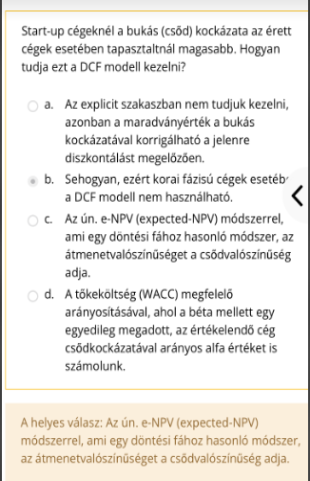 Start-up cégeknél a bukás (csőd) kockázata az érett
cégek esetében tapasztaltnál magasabb. Hogyan
tudja ezt a DCF modell kezelni?
a. Az explicit szakaszban nem tudjuk kezelni,
azonban a maradványérték a bukás
kockázatával korrigálható a jelenre
diszkontálást megelőzően.
b. Sehogyan, ezért korai fázisú cégek esetéb
a DCF modell nem használható.
c. Az ún. e-NPV (expected-NPV) módszerrel,
ami egy döntési fához hasonló módszer, az
átmenetvalószínűséget a csődvalószínűség
adja.
d. A tőkeköltség (WACC) megfelelő
arányosításával, ahol a béta mellett egy
egyedileg megadott, az értékelendő cég
csődkockázatával arányos alfa értéket is
számolunk.
A helyes válasz: Az ún. e-NPV (expected-NPV)
módszerrel, ami egy döntési fához hasonló módszer,
az átmenetvalószínűséget a csődvalószínűség adja.